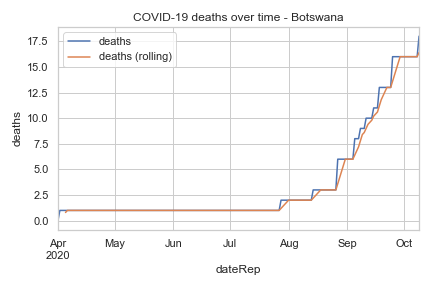 COVID-19 deaths over time - Botswana
deaths
deaths (rolling)
17.5
15.0
12.5
10.0
7.5
5.0
2.5
0.0
deaths
Apr
2020
May
Jun
Jul
Aug
Sep
Oct
dateRep